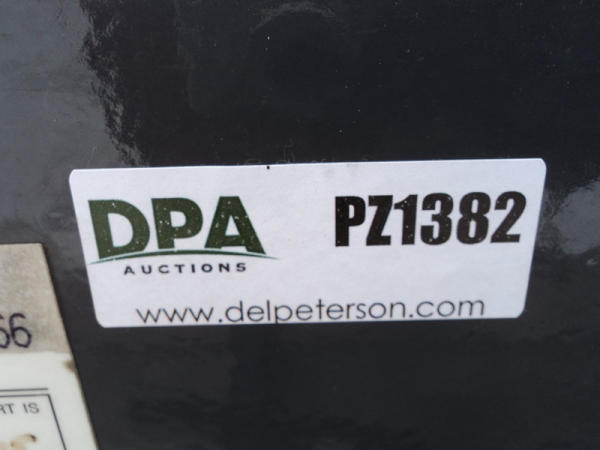 DPA
AUCTIONS
PZ1382
www.delpeterson.com
66
RT IS